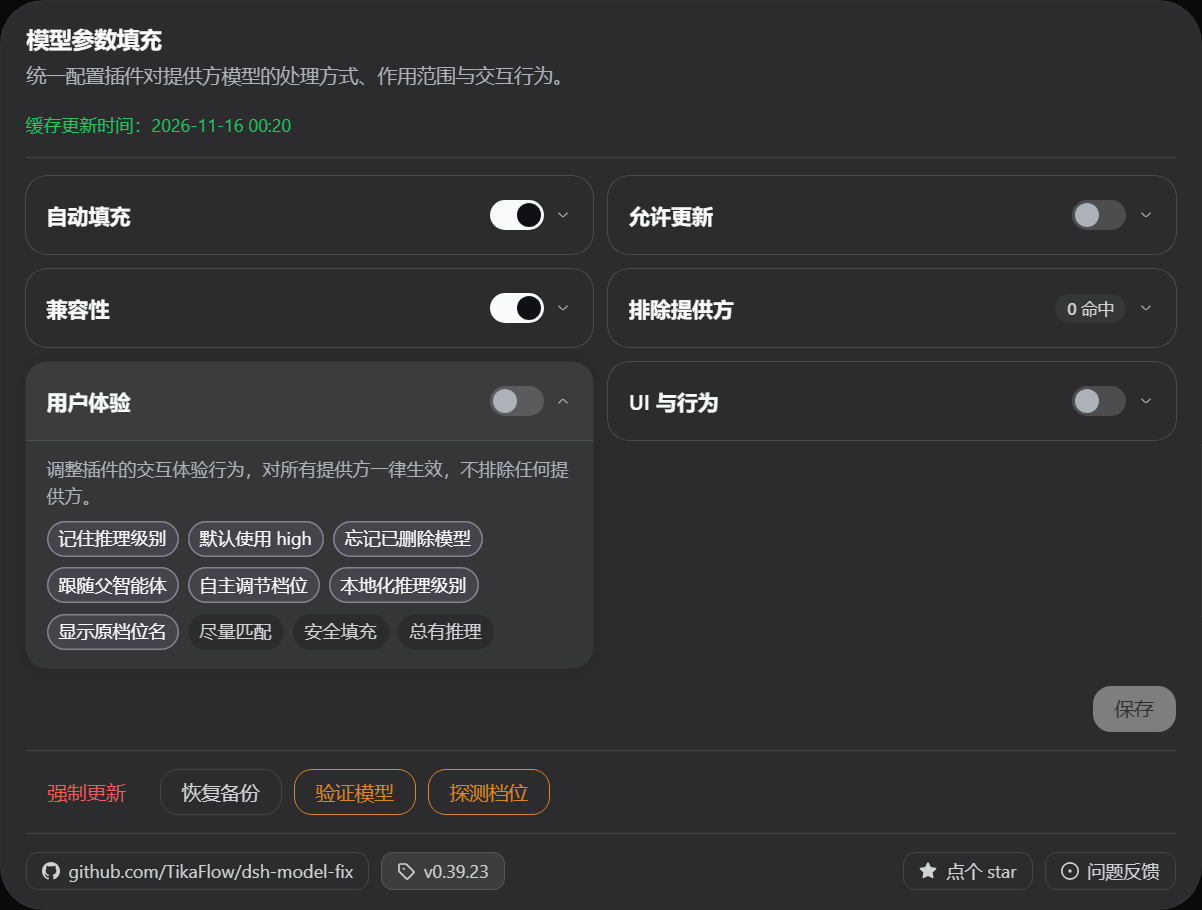 模型参数填充
统一配置插件对提供方模型的处理方式、作用范围与交互行为。
缓存更新时间：2026-11-16 00:20
自动填充
允许更新
兼容性
排除提供方
0 命中
用户体验
UI 与行为
调整插件的交互体验行为，对所有提供方一律生效，不排除任何提
供方。
记住推理级别 默认使用 high 忘记已删除模型
跟随父智能体 自主调节档位 本地化推理级别
显示原档位名 尽量匹配 安全填充 总有推理
保存
强制更新 恢复备份 验证模型 探测档位
github.com/TikaFlow/dsh-model-fix v0.39.23 点个 star 问题反馈